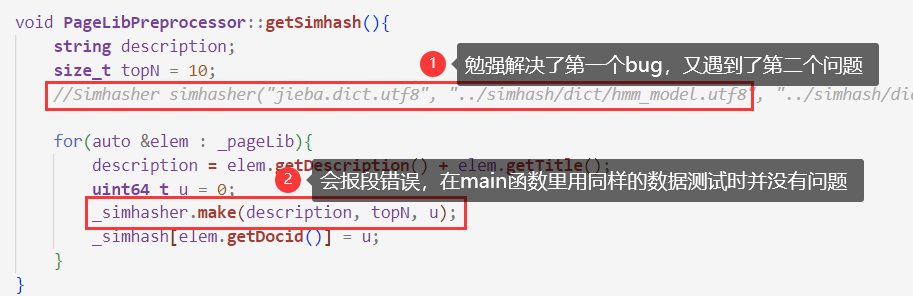 void PageLibPreprocessor::getSimhash(){
string description;
1 勉强解决了第一个bug，又遇到了第二个问题
size_t topN = 10;
//Simhasher simhasher("jieba.dict.utf8", "../simhash/dict/hmm_model.utf8", "../simhash/di
for(auto &elem : _pageLib){
description = elem.getDescription() + elem.getTitle();
2 会报段错误，在main函数里用同样的数据测试时并没有问题
uint64_t u = 0;
_simhasher.make(description, topN, u);
_simhash[elem.getDocid()] = u;
}
}